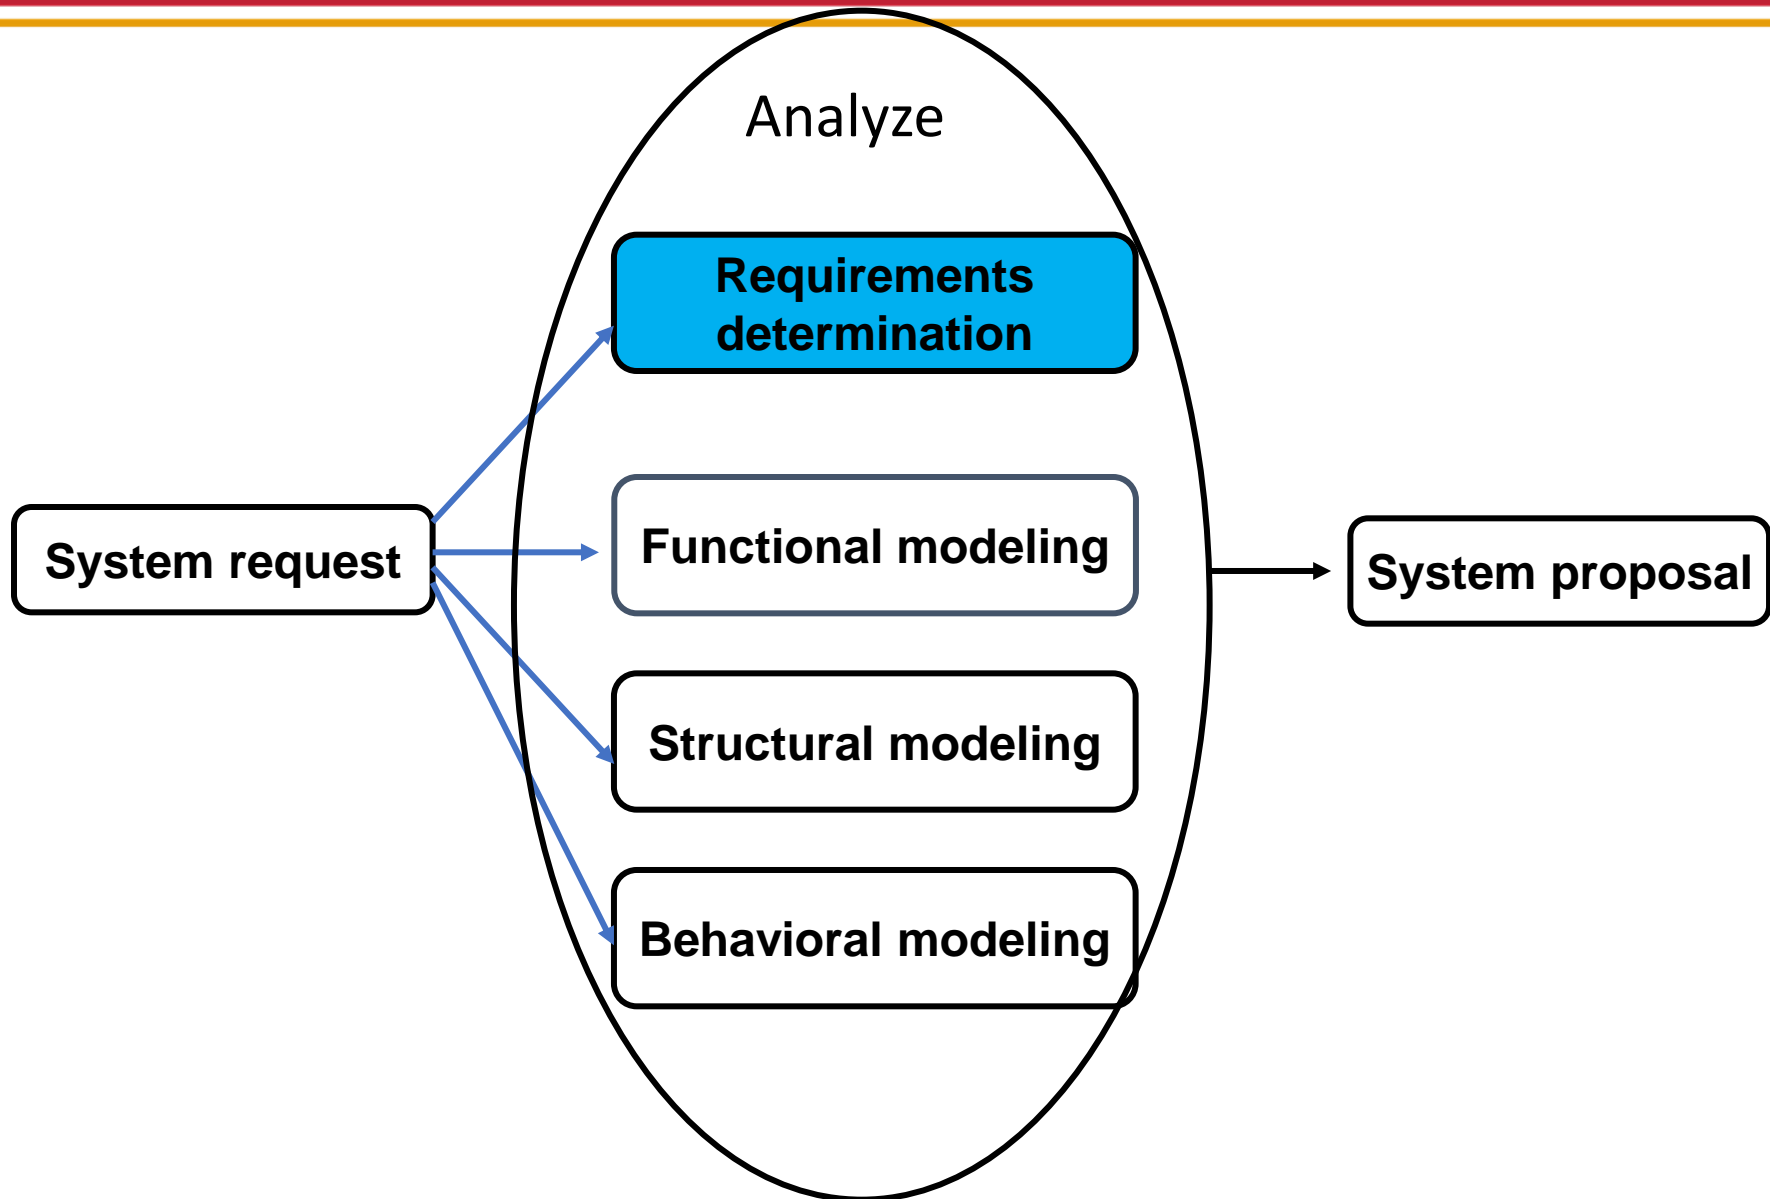 Analyze
Requirements
determination
System request
Functional modeling
System proposal
Structural modeling
Behavioral modeling